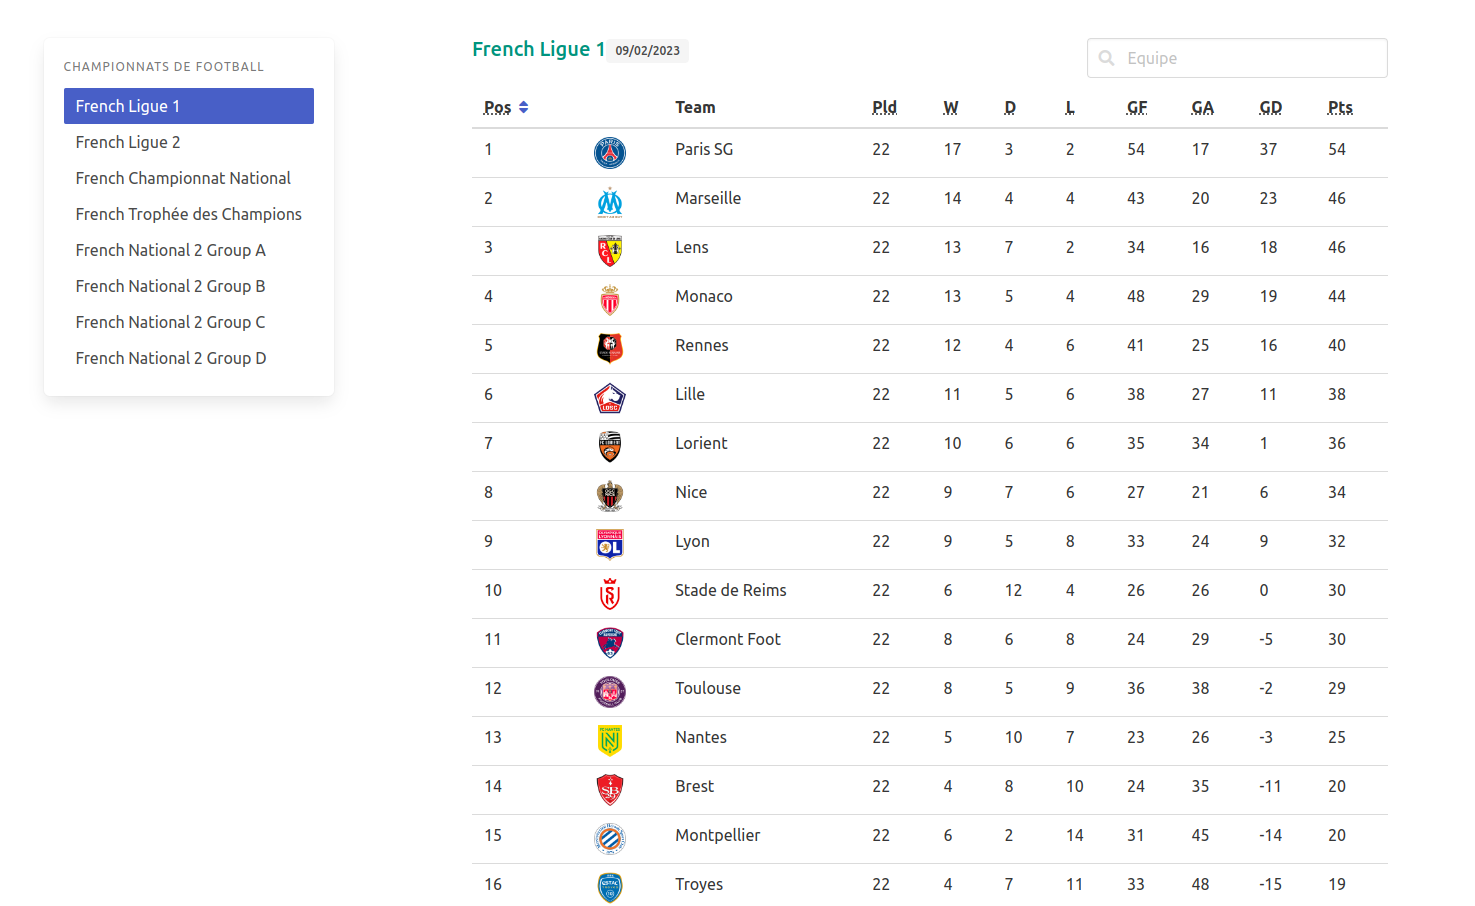 CHAMPIONNATS DE FOOTBALL
French Ligue 1
French Ligue 2
French Championnat National
French Trophée des Champions
French National 2 Group A
French National 2 Group B
French National 2 Group C
French National 2 Group D
French Ligue 1 09/02/2023
Equipe
Pos Team Pld W D L GF GA GD Pts
1 Paris SG 22 17 3 2 54 17 37 54
2 Marseille 22 14 4 4 43 20 23 46
3 Lens 22 13 7 2 34 16 18 46
4 Monaco 22 13 5 4 48 29 19 44
5 Rennes 22 12 4 6 41 25 16 40
6 Lille 22 11 5 6 38 27 11 38
7 Lorient 22 10 6 6 35 34 1 36
8 Nice 22 9 7 6 27 21 6 34
9 Lyon 22 9 5 8 33 24 9 32
10 Stade de Reims 22 6 12 4 26 26 0 30
11 Clermont Foot 22 8 6 8 24 29 -5 30
12 Toulouse 22 8 5 9 36 38 -2 29
13 Nantes 22 5 10 7 23 26 -3 25
14 Brest 22 4 8 10 24 35 -11 20
15 Montpellier 22 6 2 14 31 45 -14 20
16 Troyes 22 4 7 11 33 48 -15 19